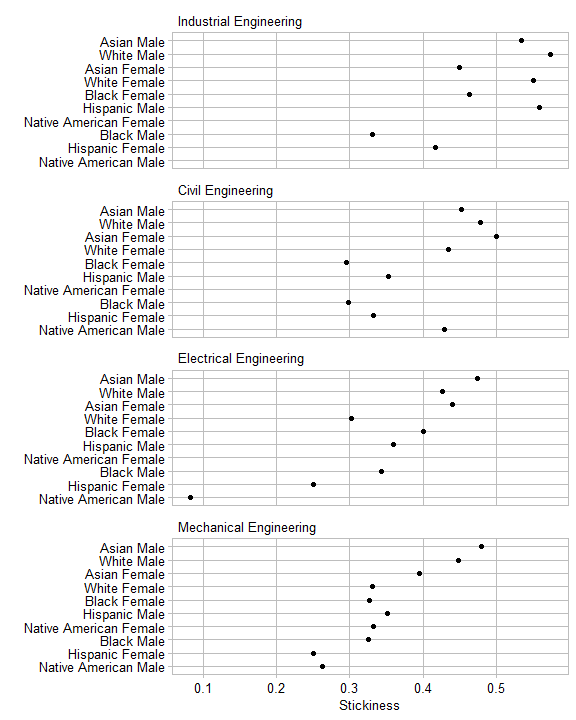 Industrial Engineering
Asian Male
White Male
Asian Female
White Female
Black Female
Hispanic Male
Native American Female
Black Male
Hispanic Female
Native American Male
Civil Engineering
Asian Male
White Male
Asian Female
White Female
Black Female
Hispanic Male
Native American Female
Black Male
Hispanic Female
Native American Male
Electrical Engineering
Asian Male
White Male
Asian Female
White Female
Black Female
Hispanic Male
Native American Female
Black Male
Hispanic Female
Native American Male
Mechanical Engineering
Asian Male
White Male
Asian Female
White Female
Black Female
Hispanic Male
Native American Female
Black Male
Hispanic Female
Native American Male
0.1 0.2 0.3 0.4 0.5
Stickiness